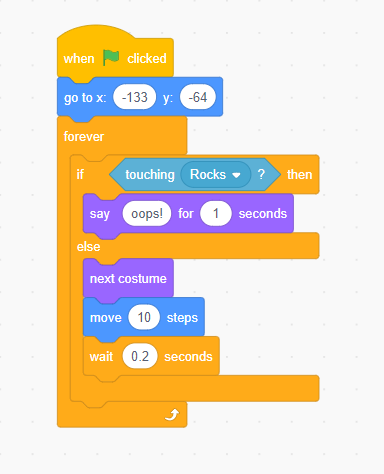 when clicked
go to x: -133 y: -64
forever
if touching Rocks ? then
say oops! for 1 seconds
else
next costume
move 10 steps
wait 0.2 seconds